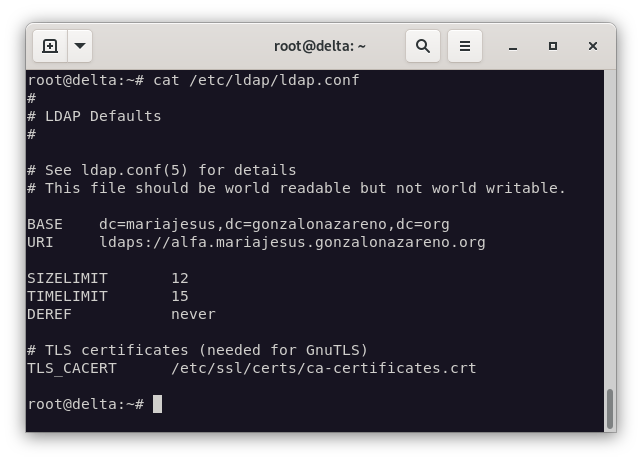 root@delta: ~
root@delta:~# cat /etc/ldap/ldap.conf
#
# LDAP Defaults
#
# See ldap.conf(5) for details
# This file should be world readable but not world writable.
BASE    dc=mariajesus,dc=gonzalonazareno,dc=org
URI     ldaps://alfa.mariajesus.gonzalonazareno.org
SIZELIMIT       12
TIMELIMIT       15
DEREF           never
# TLS certificates (needed for GnuTLS)
TLS_CACERT      /etc/ssl/certs/ca-certificates.crt
root@delta:~#